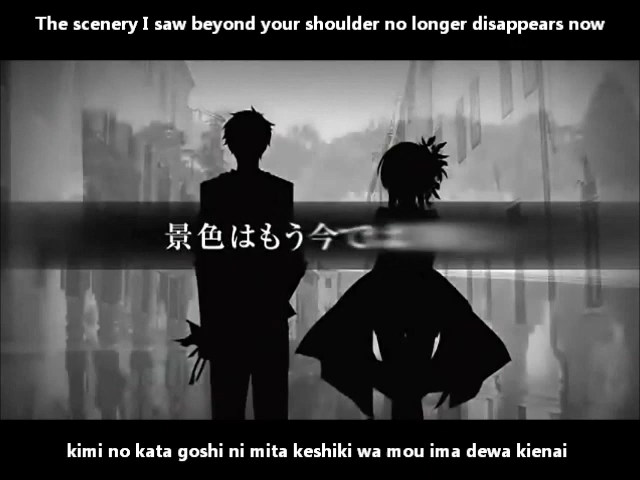 The scenery I saw beyond your shoulder no longer disappears now
景色はもう今で
kimi no kata goshi ni mita keshiki wa mou ima dewa kienai